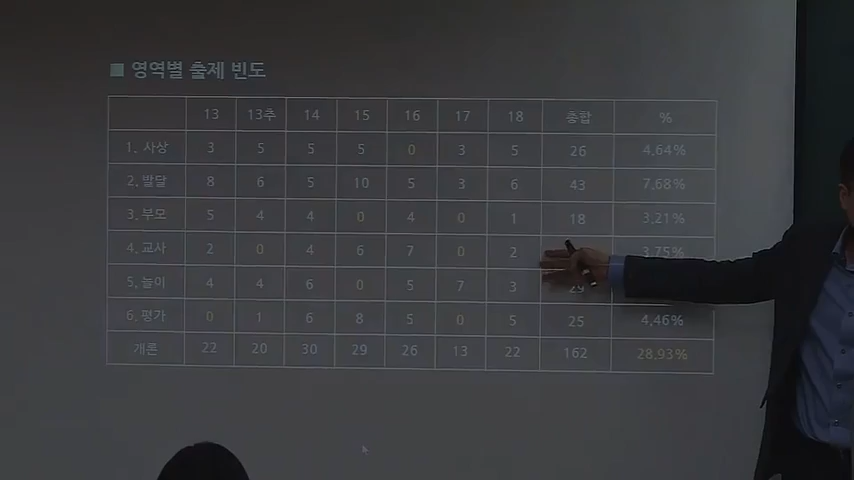 ■ 영역별 출제 빈도
13 13추 14 15 16 17 18 총합 %
1. 사상 3 5 5 5 0 3 5 26 4.64%
2. 발달 8 6 5 10 5 3 6 43 7.68%
3. 부모 5 4 4 0 4 0 1 18 3.21%
4. 교사 2 0 4 6 7 0 2 3.75%
5. 놀이 4 4 6 0 5 7 3 29
6. 평가 0 1 6 8 5 0 5 25 4.46%
개론 22 20 30 29 26 13 22 162 28.93%